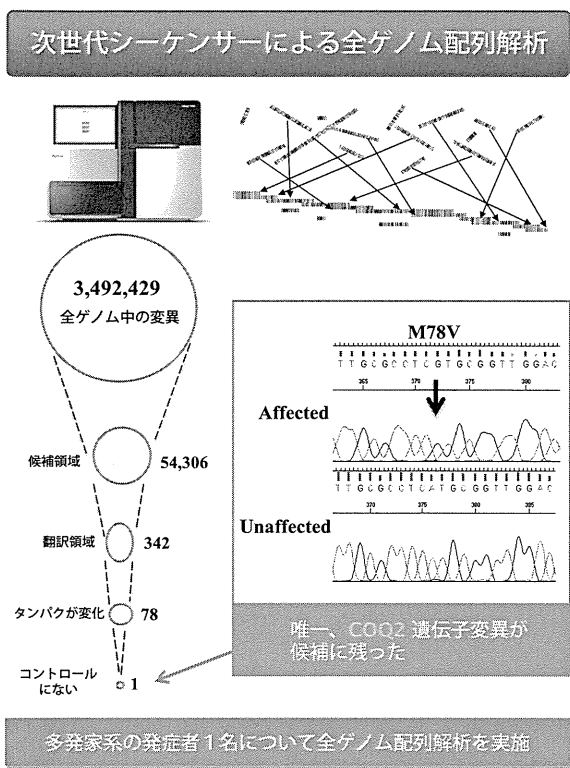 次世代シーケンサーによる全ゲノム配列解析
3,492,429
全ゲノム中の変異
候補領域
54,306
翻訳領域
342
タンパクが変化
78
コントロール
にない
1
M78V
TTGCGCCTCGTGCGGTTGGAC
365 370 375 380
Affected
TTGCGCCTCATGCGGTTGGAC
370 375 380 385
Unaffected
唯一、COQ2 遺伝子変異が
候補に残った
多発家系の発症者1名について全ゲノム配列解析を実施